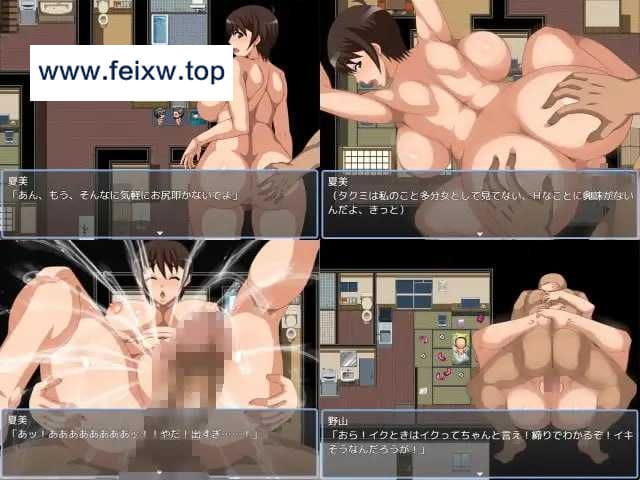 www.feixw.top
夏美
「あん、もう、そんなに気軽にお尻叩かないでよ」
夏美
(タクミは私のこと多分女として見てない、Hなことに興味がない
んだよ、きっと)
夏美
「あッ！ああああああああッ！！やだ！出すぎ……！」
野山
「おら！イクときはイクってちゃんと言え！締りでわかるぞ！イキ
そうなんだろうが！」